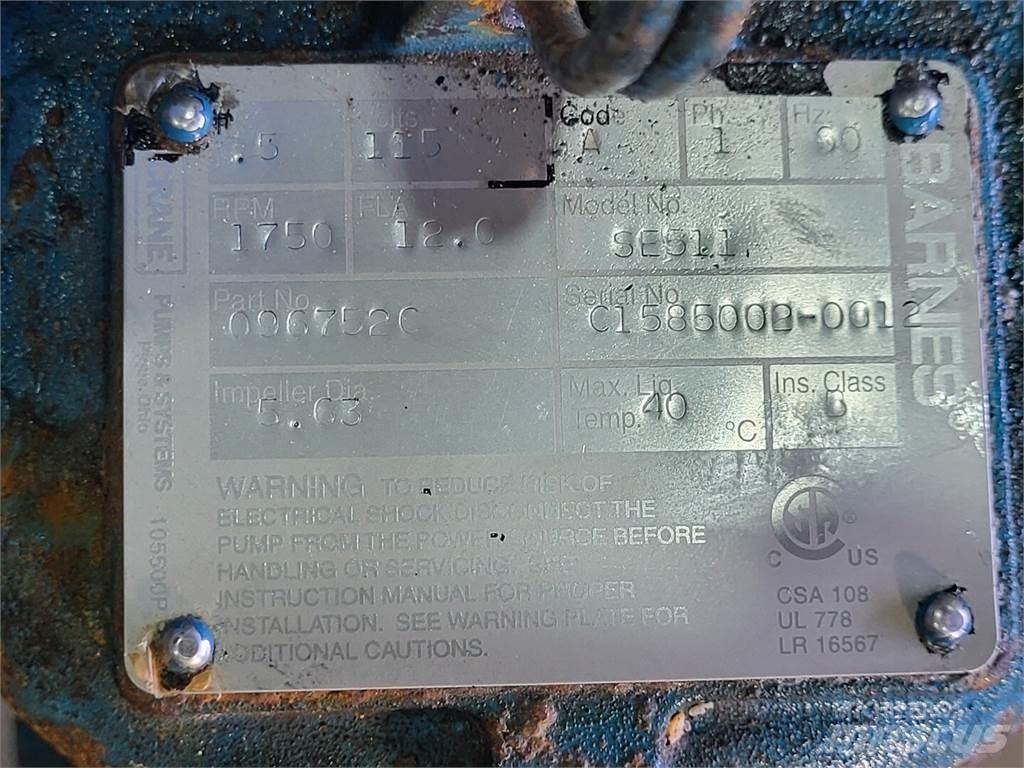 .5 Volts 115 Code A Ph. 1 Hz 60
RPM 1750 FLA 12.0 Model No. SE511
Part No. 096752C Serial No.
Impeller Dia. 5.63 Max. Liq. Temp. 40 °C Ins. Class B
WARNING TO REDUCE RISK OF
ELECTRICAL SHOCK DISCONNECT THE
PUMP FROM THE POWER SOURCE BEFORE
HANDLING OR SERVICING. SEE
INSTRUCTION MANUAL FOR PROPER
INSTALLATION. SEE WARNING PLATE FOR
ADDITIONAL CAUTIONS.
C US
CSA 108
UL 778
LR 16567
CRANE PUMPS & SYSTEMS
Piqua, Ohio
105500P
BARNES